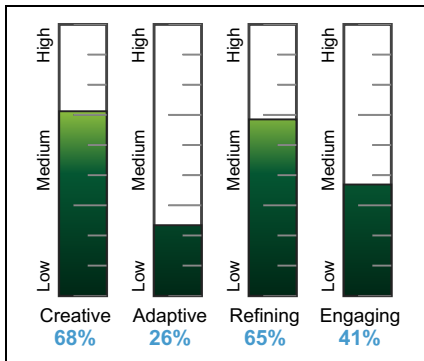 High
Medium
Low
Creative
68%
High
Medium
Low
Adaptive
26%
High
Medium
Low
Refining
65%
High
Medium
Low
Engaging
41%